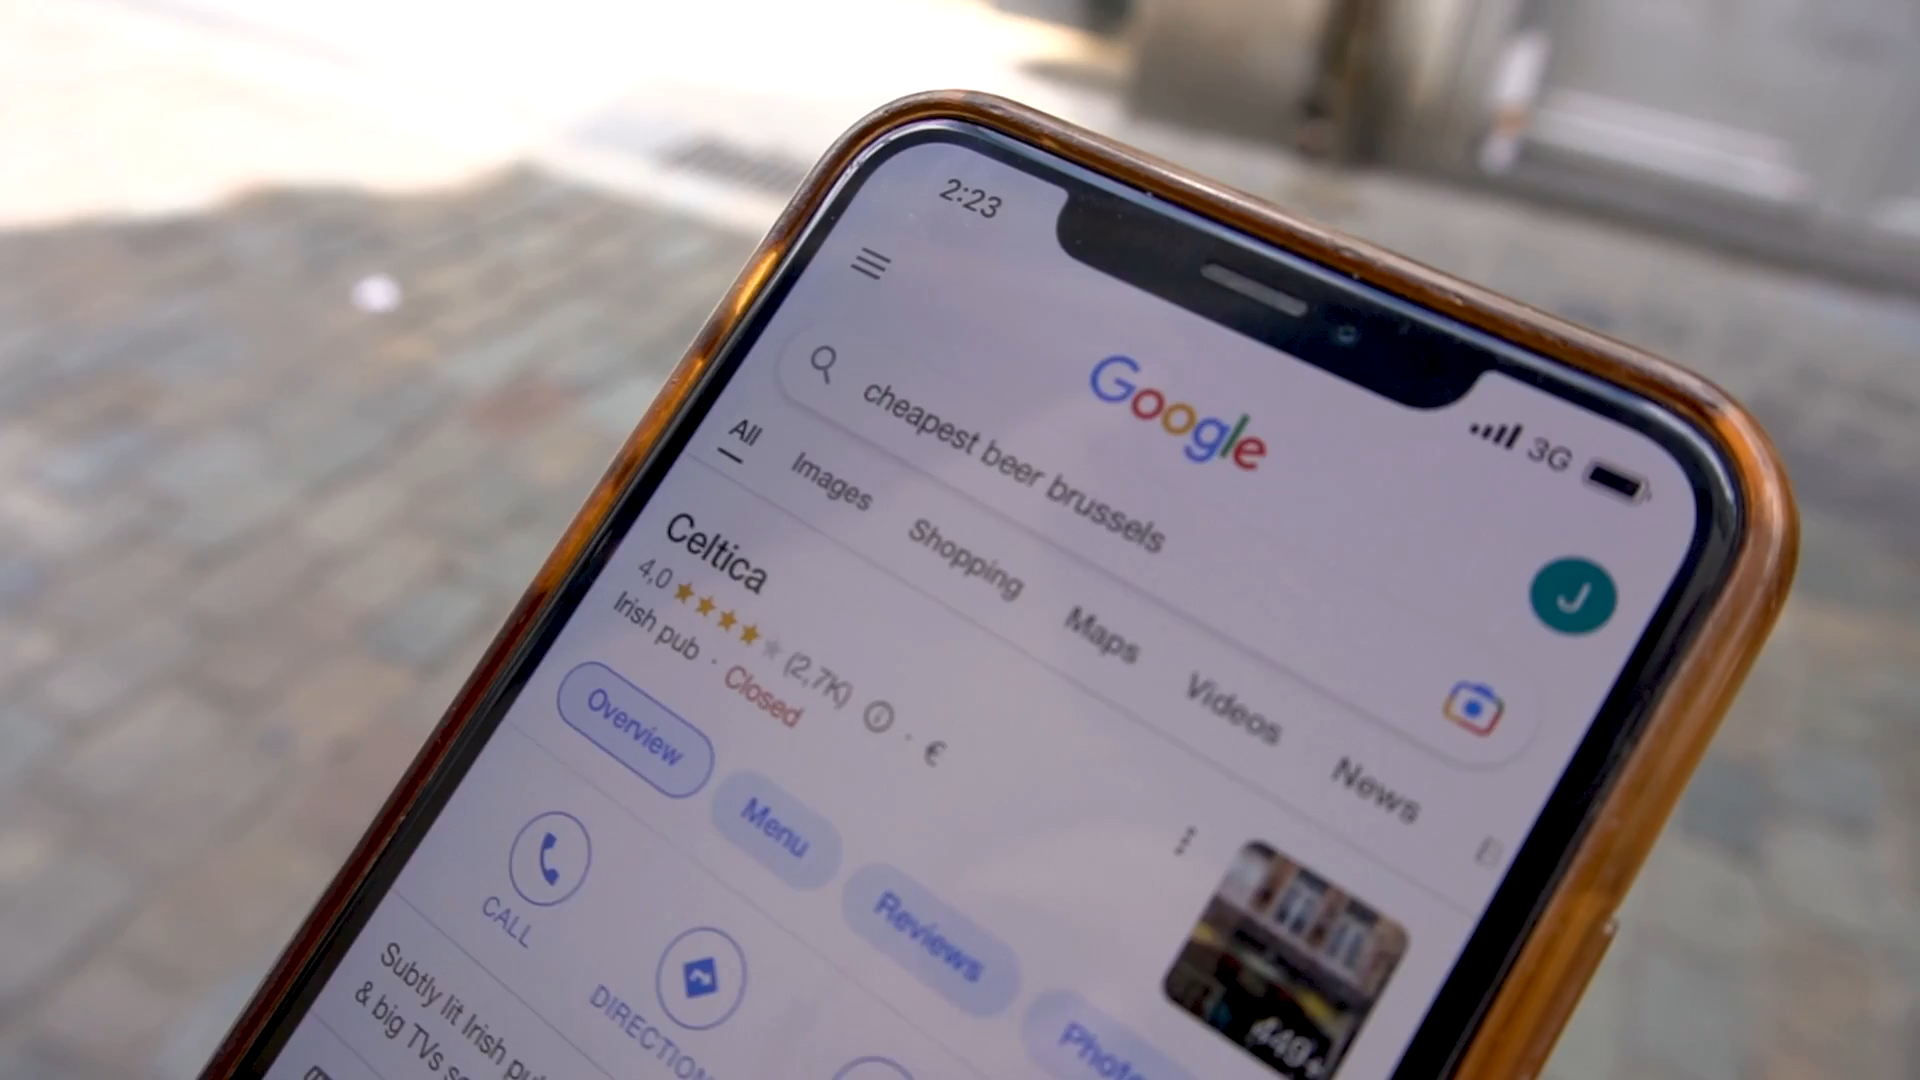 2:23
3G
Google
J
cheapest beer brussels
All Images Shopping Maps Videos News
Celtica
4,0 (2,7K) · €
Irish pub · Closed
Overview Menu Reviews
CALL
Subtly lit Irish
& big TVs